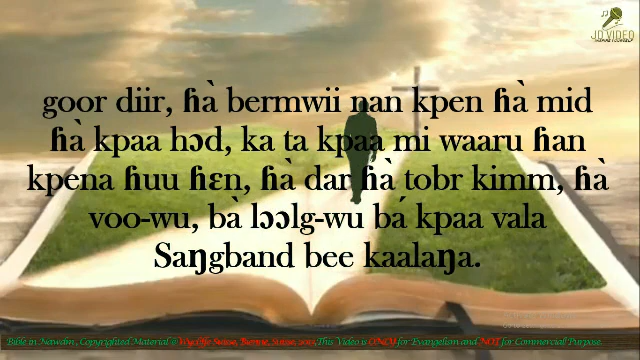 JD VIDEO
goor diir, ɦà bermwii nan kpen ɦà mid
ɦà kpaa hɔd, ka ta kpaa mi waaru ɦan
kpena ɦuu ɦɛn, ɦà dar ɦà tobr kimm, ɦà
voo-wu, bà lɔɔlg-wu bá kpaa vala
Saŋgband bee kaalaŋa.
Bible in Nawdm, Copyrighted Material © Wycliffe Suisse, Bienne, Suisse, 2015,This Video is ONLY for Evangelism and NOT for Commercial Purpose.